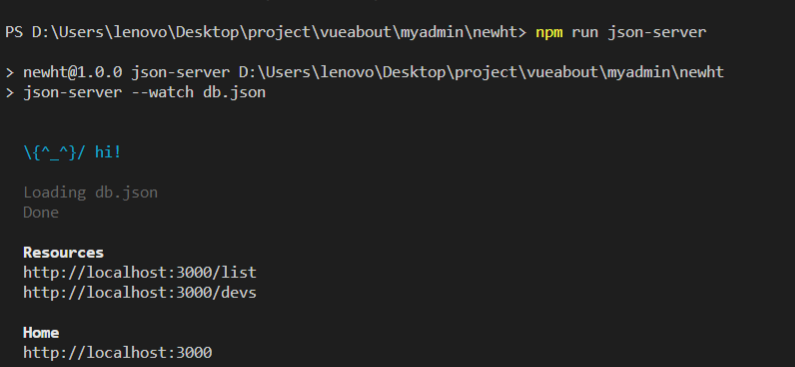 PS D:\Users\lenovo\Desktop\project\vueabout\myadmin\newht> npm run json-server
> newht@1.0.0 json-server D:\Users\lenovo\Desktop\project\vueabout\myadmin\newht
> json-server --watch db.json
\{^_^}/ hi!
Loading db.json
Done
Resources
http://localhost:3000/list
http://localhost:3000/devs
Home
http://localhost:3000